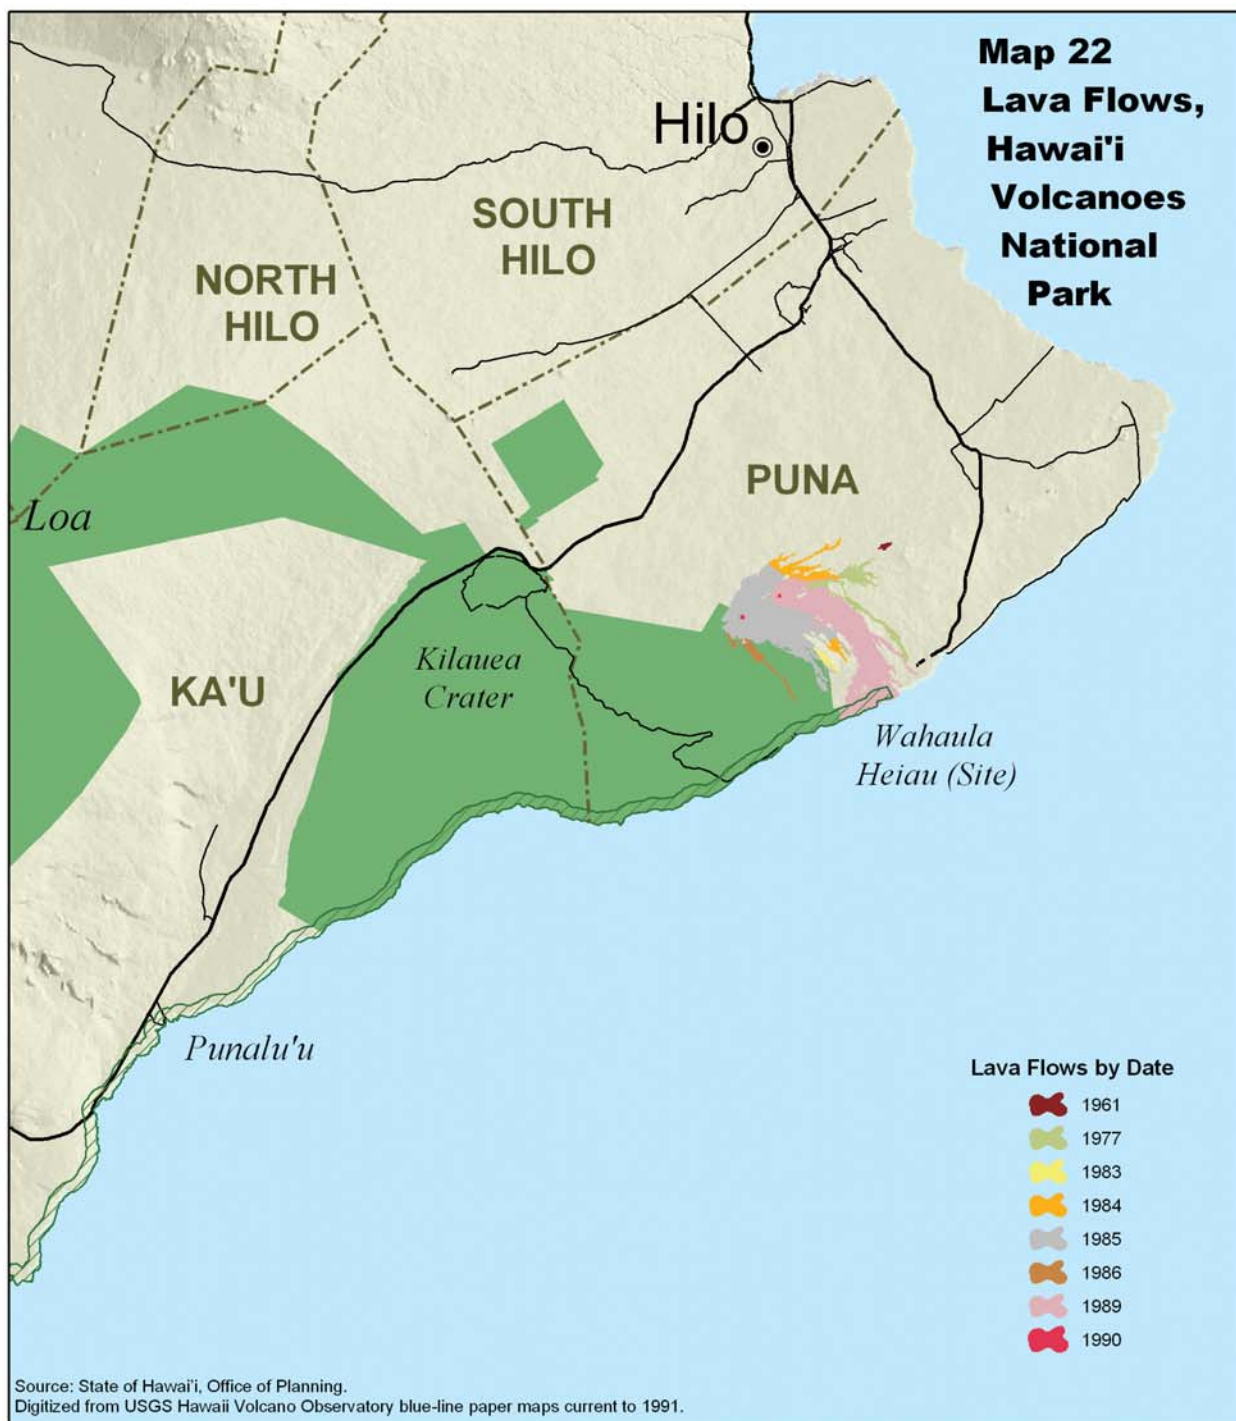 Map 22
Lava Flows,
Hawai'i
Volcanoes
National
Park
Hilo
SOUTH
HILO
NORTH
HILO
PUNA
Loa
Kilauea
Crater
KA'U
Wahaula
Heiau (Site)
Punalu'u
Lava Flows by Date
1961
1977
1983
1984
1985
1986
1989
1990
Source: State of Hawai'i, Office of Planning.
Digitized from USGS Hawaii Volcano Observatory blue-line paper maps current to 1991.